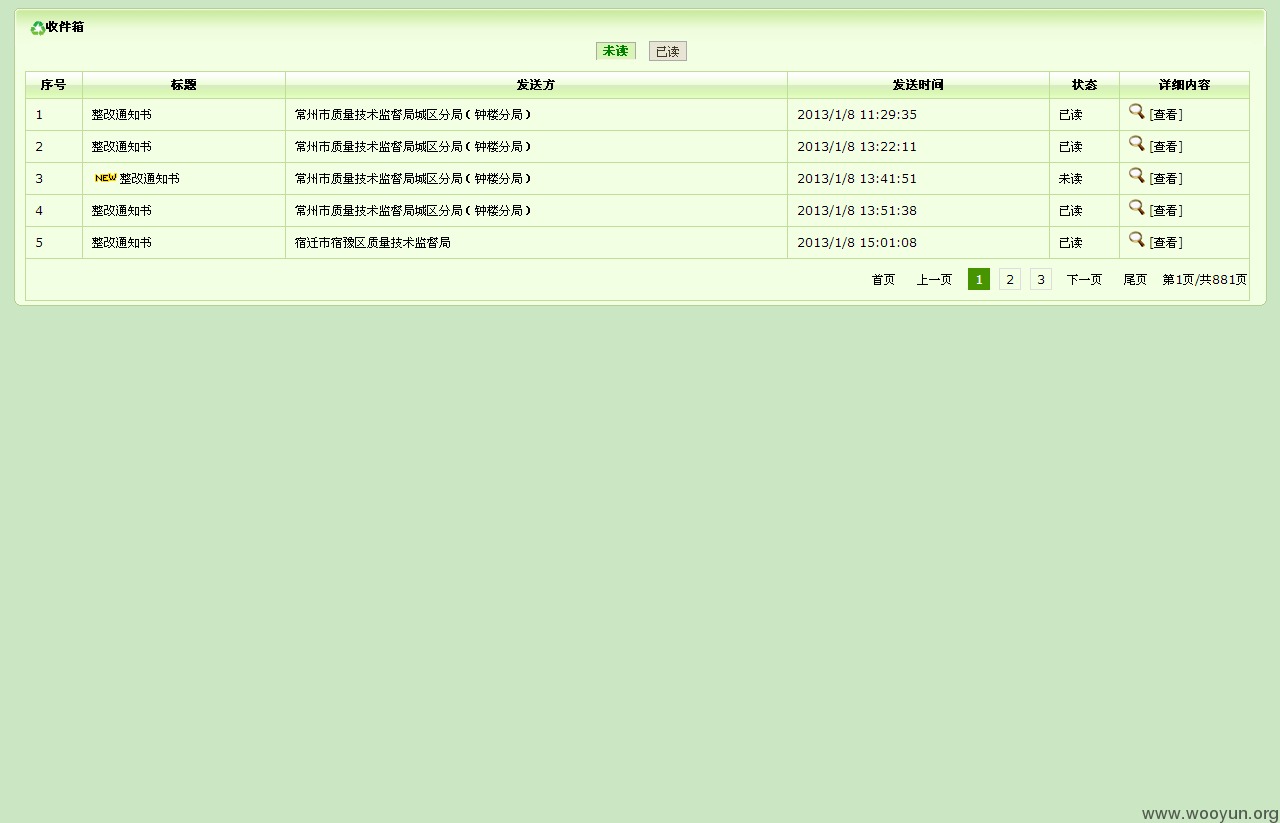 收件箱
未读 已读
序号 标题 发送方 发送时间 状态 详细内容
1 整改通知书 常州市质量技术监督局城区分局(钟楼分局) 2013/1/8 11:29:35 已读 [查看]
2 整改通知书 常州市质量技术监督局城区分局(钟楼分局) 2013/1/8 13:22:11 已读 [查看]
3 NEW 整改通知书 常州市质量技术监督局城区分局(钟楼分局) 2013/1/8 13:41:51 未读 [查看]
4 整改通知书 常州市质量技术监督局城区分局(钟楼分局) 2013/1/8 13:51:38 已读 [查看]
5 整改通知书 宿迁市宿豫区质量技术监督局 2013/1/8 15:01:08 已读 [查看]
首页 上一页 1 2 3 下一页 尾页 第1页/共881页
www.wooyun.org